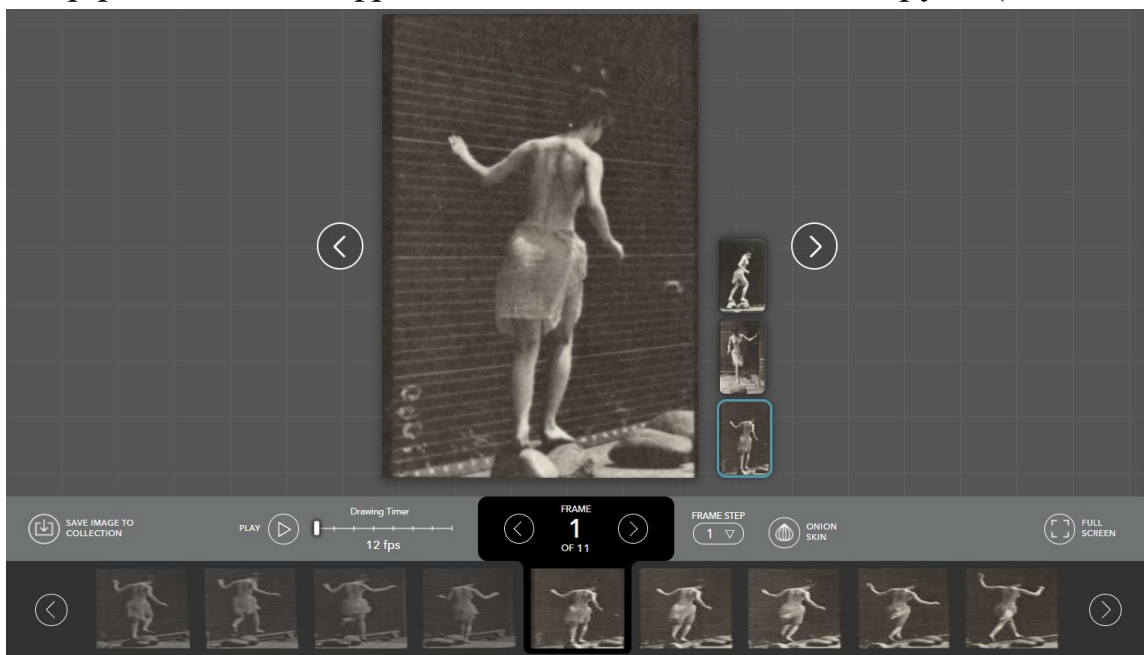 SAVE IMAGE TO
COLLECTION
PLAY
Drawing Timer
12 fps
FRAME
1
OF 11
FRAME STEP
1
ONION
SKIN
FULL
SCREEN